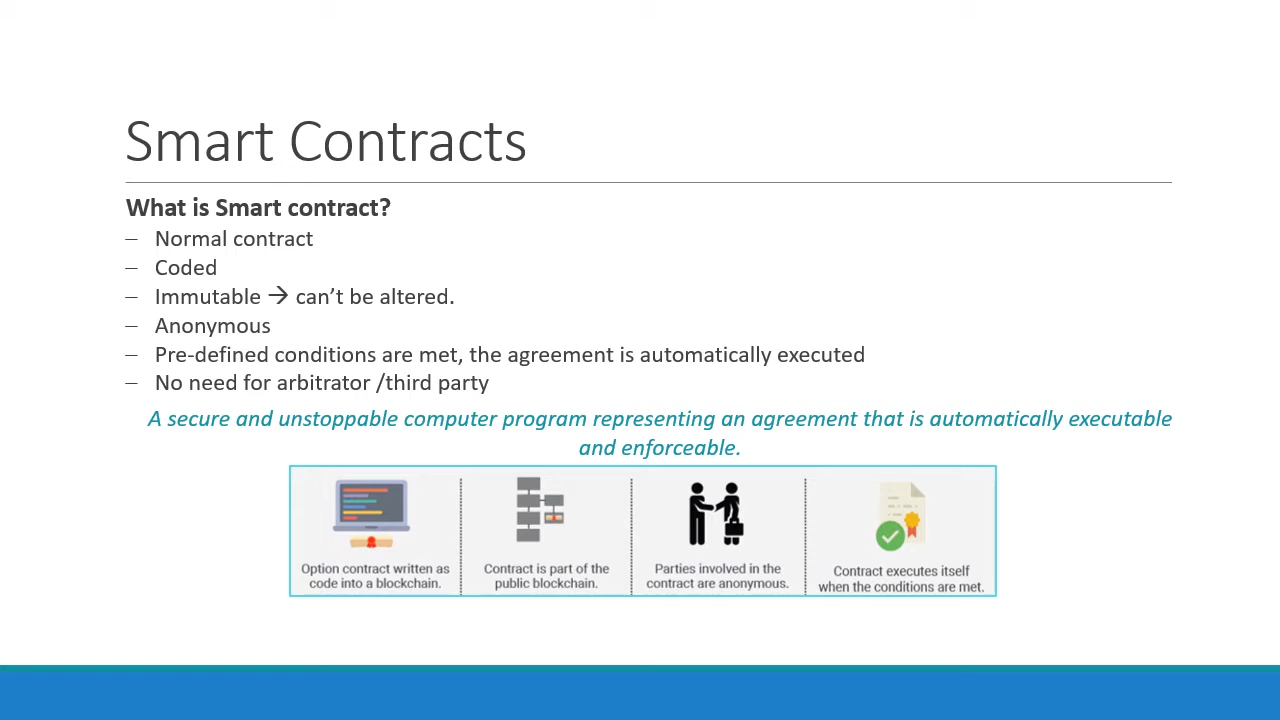 Smart Contracts
What is Smart contract?
– Normal contract
– Coded
– Immutable → can’t be altered.
– Anonymous
– Pre-defined conditions are met, the agreement is automatically executed
– No need for arbitrator /third party
A secure and unstoppable computer program representing an agreement that is automatically executable
and enforceable.
Option contract written as
code into a blockchain.
Contract is part of the
public blockchain.
Parties involved in the
contract are anonymous.
Contract executes itself
when the conditions are met.